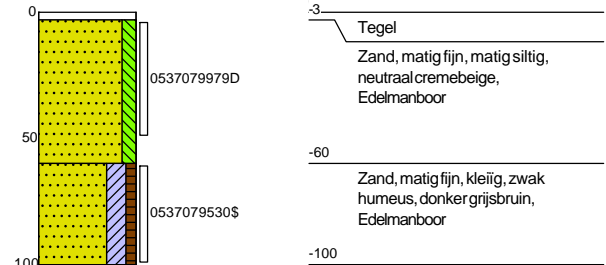 0
50
100
0537079979D
0537079530$
-3
Tegel
Zand, matig fijn, matig siltig,
neutraal cremebeige,
Edelmanboor
-60
Zand, matig fijn, kleiïg, zwak
humeus, donker grijsbruin,
Edelmanboor
-100